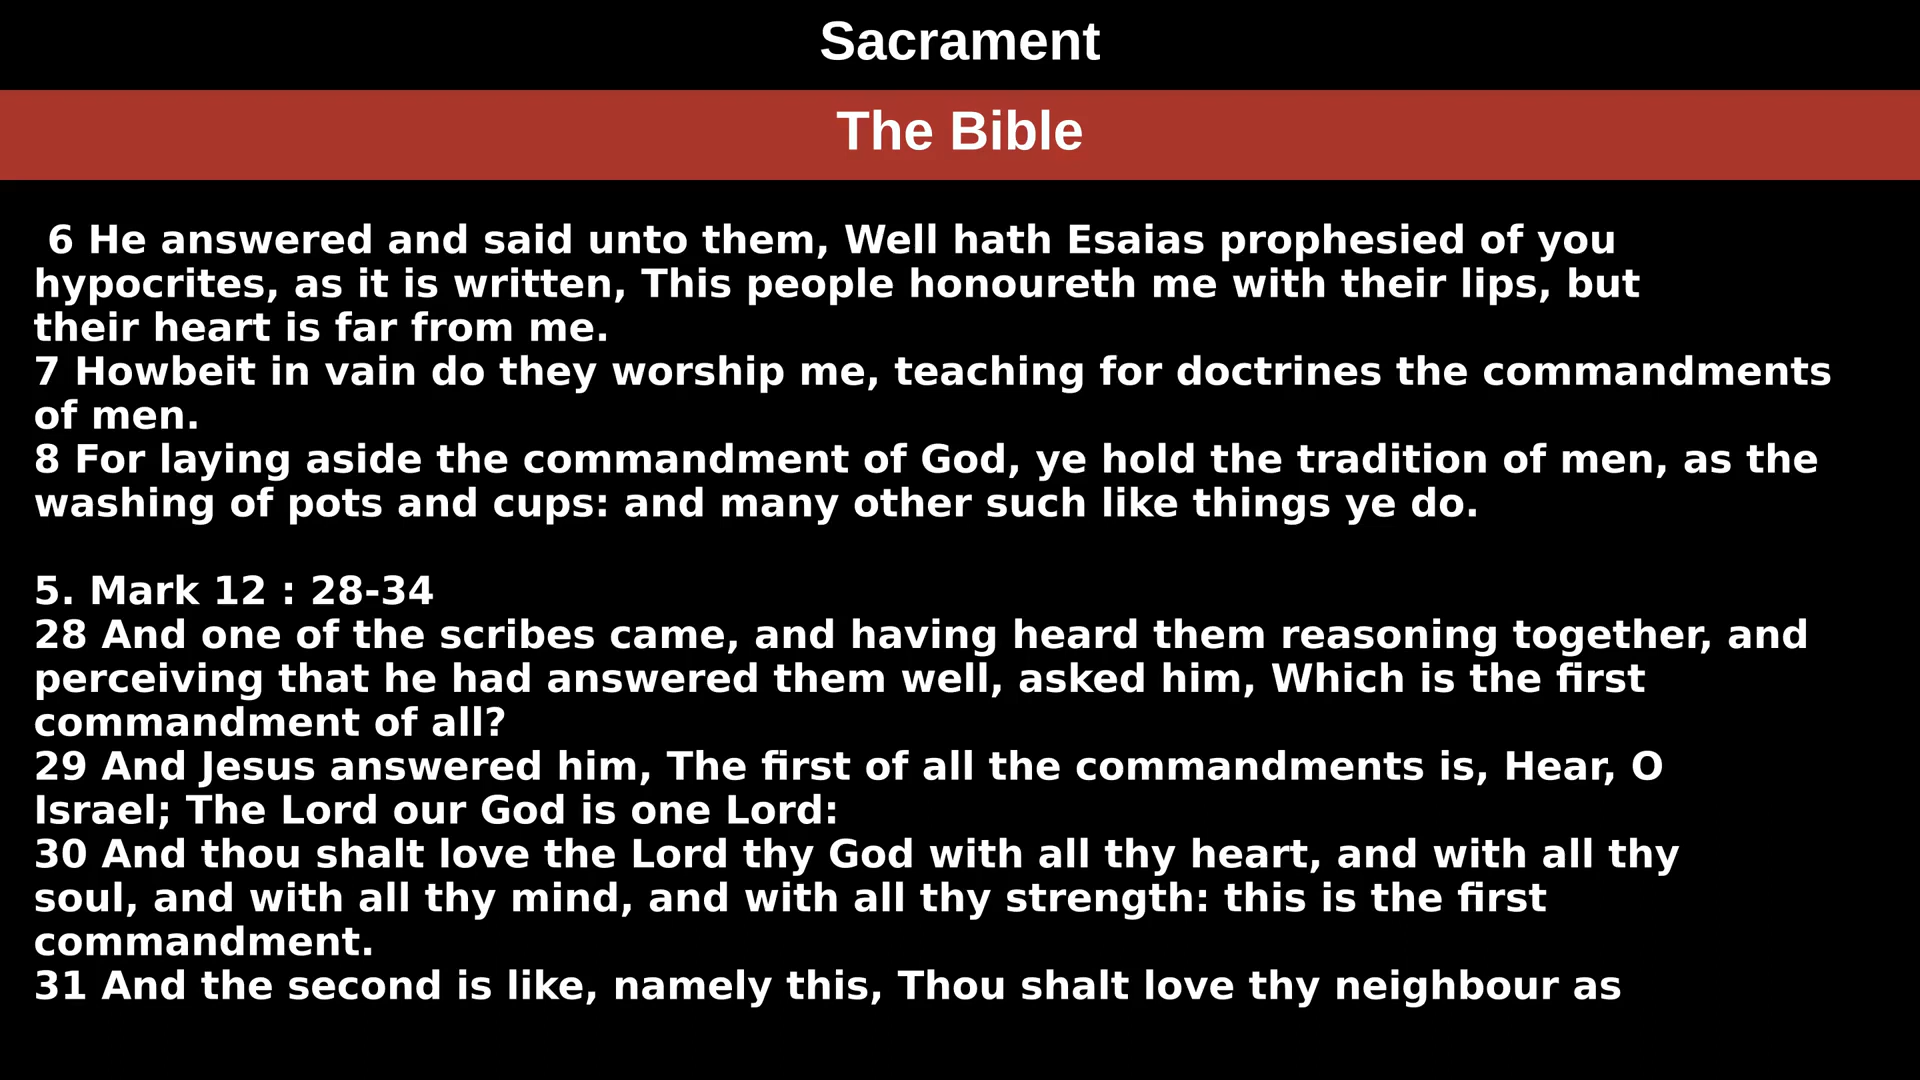 Sacrament
The Bible
6 He answered and said unto them, Well hath Esaias prophesied of you
hypocrites, as it is written, This people honoureth me with their lips, but
their heart is far from me.
7 Howbeit in vain do they worship me, teaching for doctrines the commandments
of men.
8 For laying aside the commandment of God, ye hold the tradition of men, as the
washing of pots and cups: and many other such like things ye do.
5. Mark 12 : 28-34
28 And one of the scribes came, and having heard them reasoning together, and
perceiving that he had answered them well, asked him, Which is the first
commandment of all?
29 And Jesus answered him, The first of all the commandments is, Hear, O
Israel; The Lord our God is one Lord:
30 And thou shalt love the Lord thy God with all thy heart, and with all thy
soul, and with all thy mind, and with all thy strength: this is the first
commandment.
31 And the second is like, namely this, Thou shalt love thy neighbour as